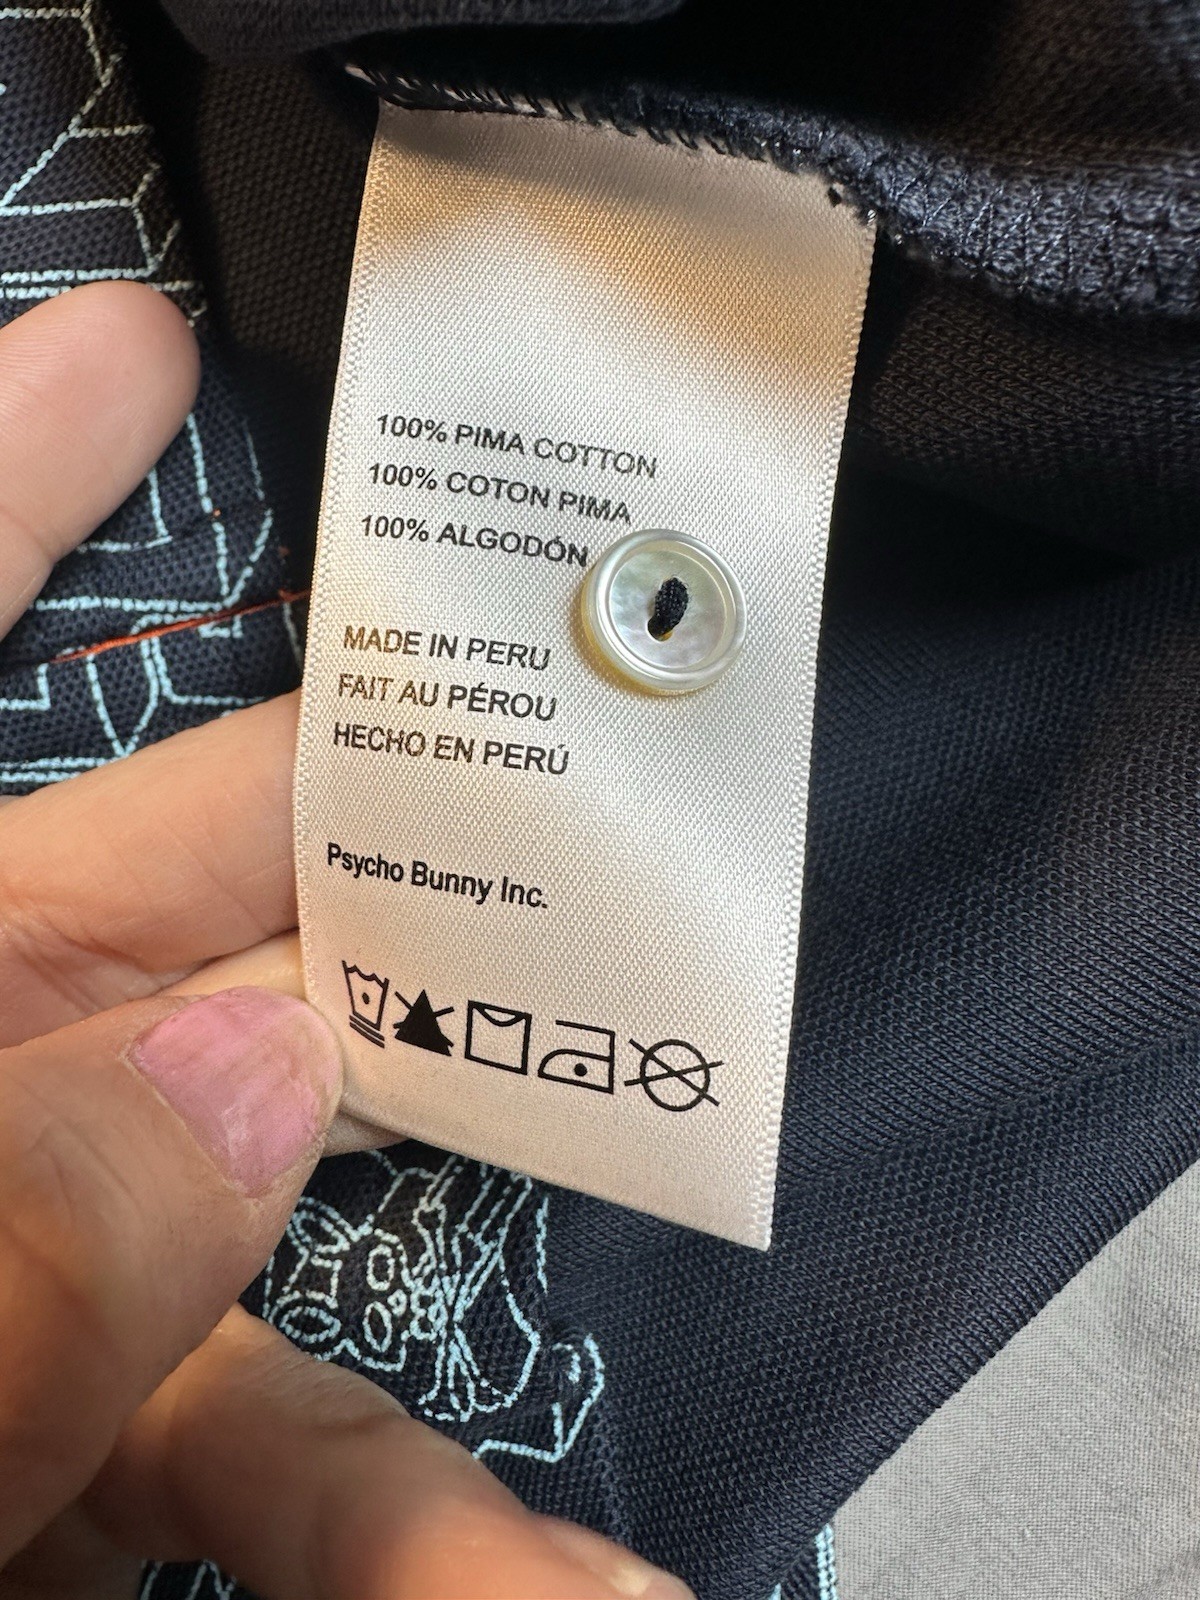 100% PIMA COTTON
100% COTON PIMA
100% ALGODÓN
MADE IN PERU
FAIT AU PÉROU
HECHO EN PERÚ
Psycho Bunny Inc.